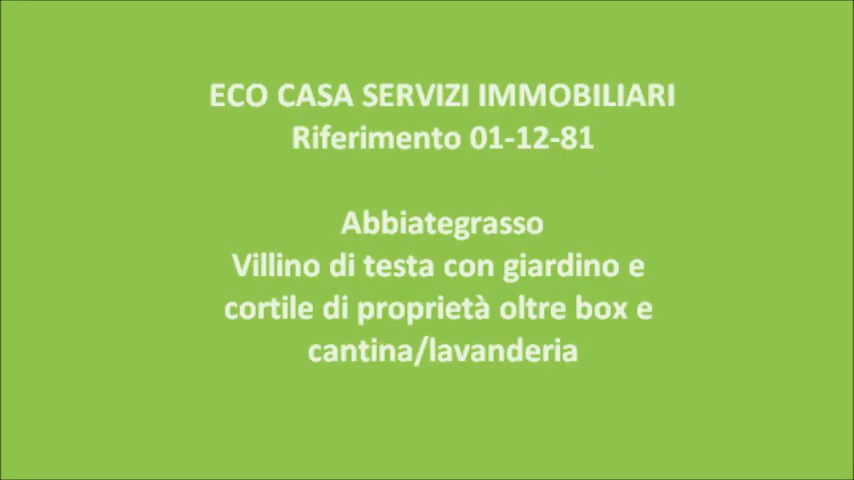 ECO CASA SERVIZI IMMOBILIARI
Riferimento 01-12-81
Abbiategrasso
Villino di testa con giardino e
cortile di proprietà oltre box e
cantina/lavanderia